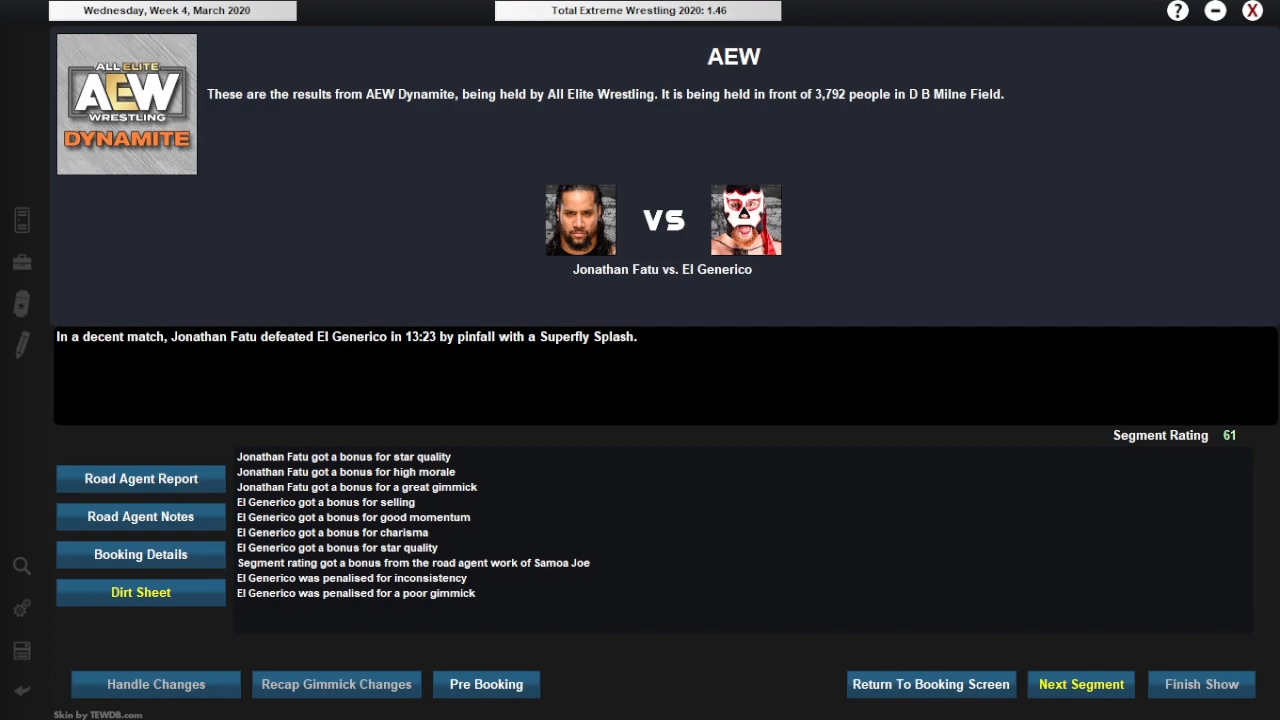 Wednesday, Week 4, March 2020
Total Extreme Wrestling 2020: 1.46
? − X
ALL ELITE
AEW
WRESTLING
DYNAMITE
AEW
These are the results from AEW Dynamite, being held by All Elite Wrestling. It is being held in front of 3,792 people in D B Milne Field.
VS
Jonathan Fatu vs. El Generico
In a decent match, Jonathan Fatu defeated El Generico in 13:23 by pinfall with a Superfly Splash.
Segment Rating 61
Road Agent Report
Road Agent Notes
Booking Details
Dirt Sheet
Jonathan Fatu got a bonus for star quality
Jonathan Fatu got a bonus for high morale
Jonathan Fatu got a bonus for a great gimmick
El Generico got a bonus for selling
El Generico got a bonus for good momentum
El Generico got a bonus for charisma
El Generico got a bonus for star quality
Segment rating got a bonus from the road agent work of Samoa Joe
El Generico was penalised for inconsistency
El Generico was penalised for a poor gimmick
Handle Changes
Recap Gimmick Changes
Pre Booking
Return To Booking Screen
Next Segment
Finish Show
Skin by TEWDB.com